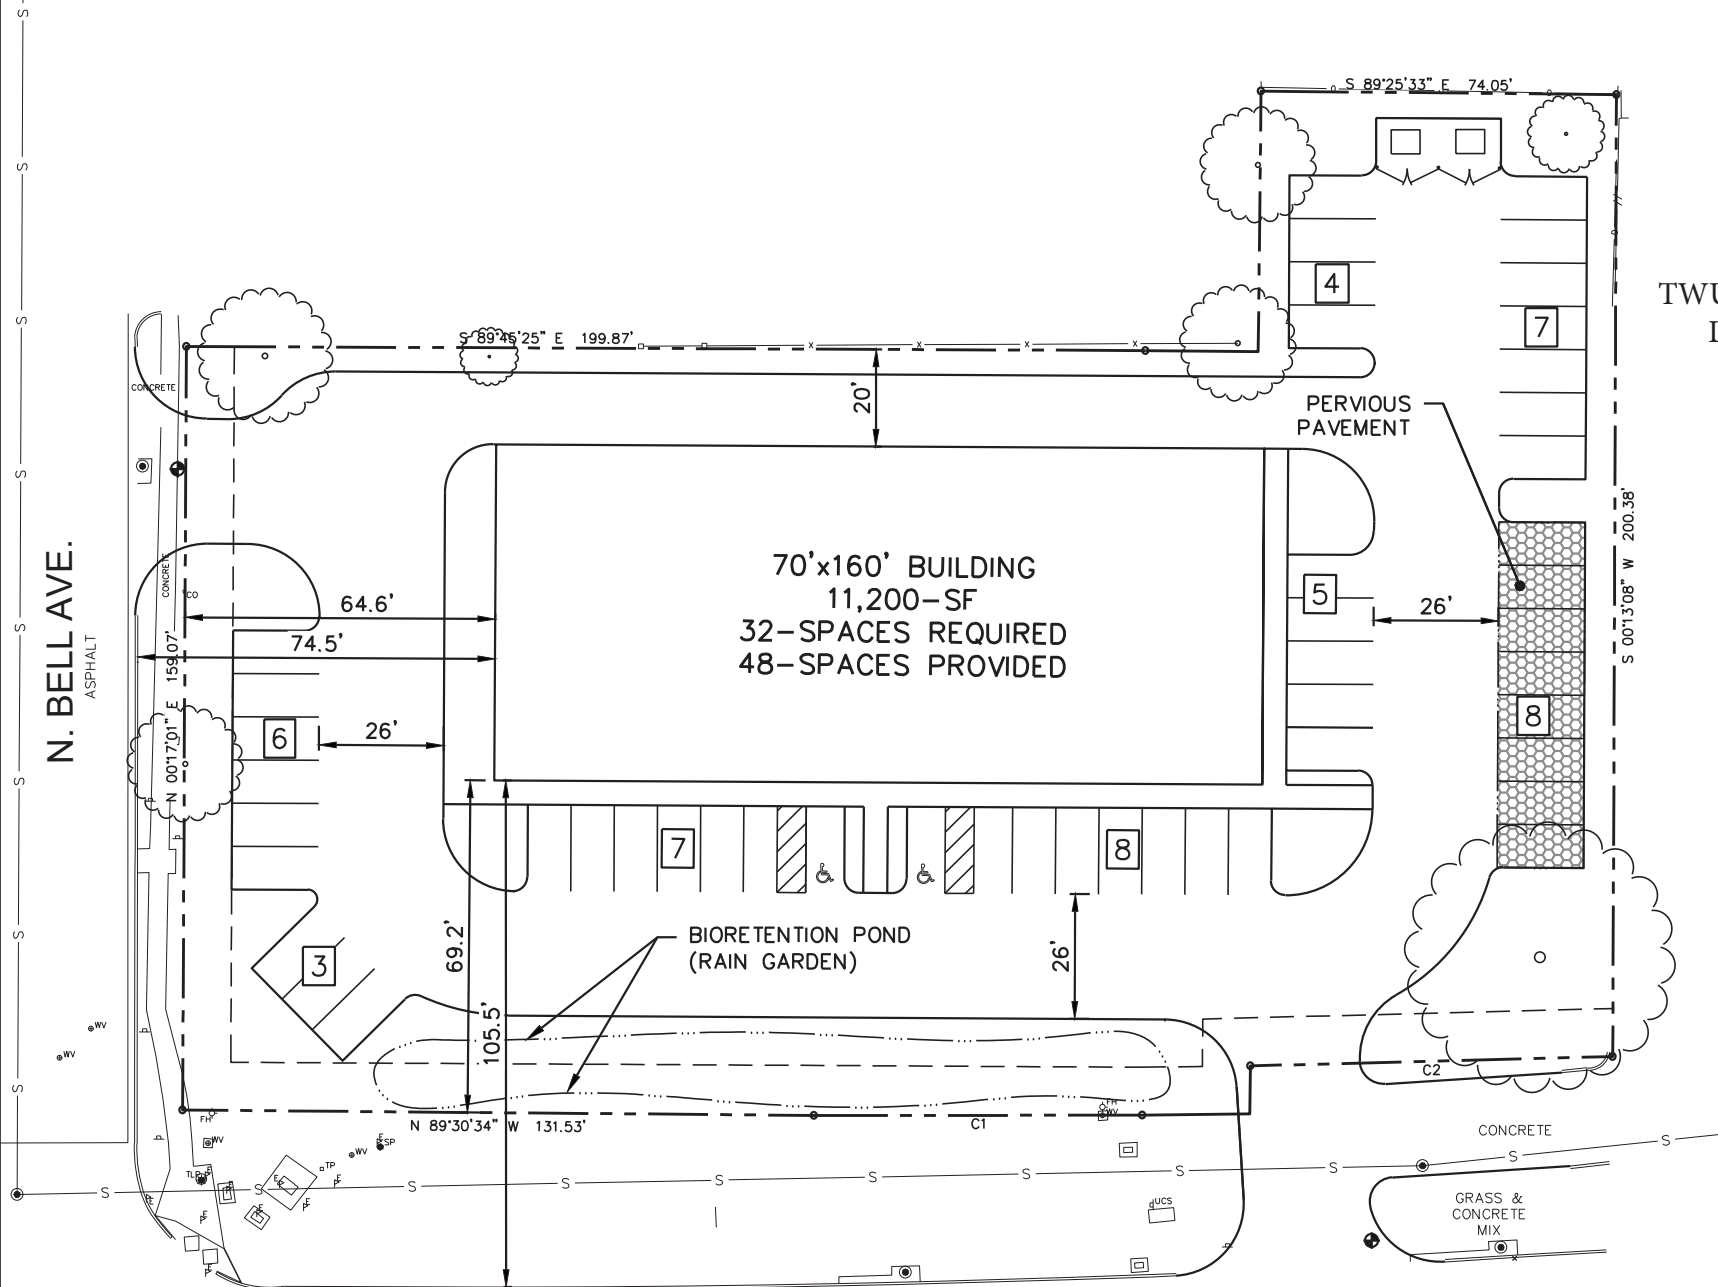 S 89°25'33" E 74.05'
4
7
TWU
S 89°45'25" E 199.87'
CONCRETE
20'
PERVIOUS
PAVEMENT
CONCRETE
CO
N. BELL AVE.
ASPHALT
64.6'
74.5'
N 00°17'01" E 159.07'
70'x160' BUILDING
11,200-SF
32-SPACES REQUIRED
48-SPACES PROVIDED
5
26'
S 00°13'08" W 200.38'
6
26'
8
7
8
3
69.2'
105.5'
BIORETENTION POND
(RAIN GARDEN)
26'
WV
WV
C2
FH
FH
WV
N 89°30'34" W 131.53'
C1
WV
WV
SP
TP
CONCRETE
UCS
GRASS &
CONCRETE
MIX
S S S S S S S S S S S
S S S S S S S S